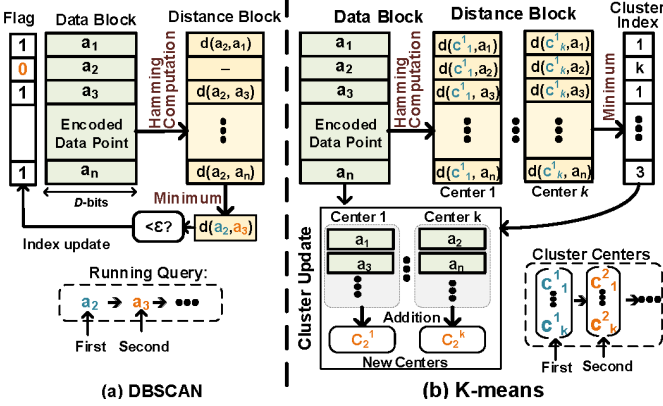 Flag
Data Block
Distance Block
1
0
1
1
a1
a2
a3
Encoded
Data Point
an
Hamming
Computation
d(a2,a1)
–
d(a2, a3)
d(a2, an)
D-bits
Minimum
<ε?
d(a2,a3)
Index update
Running Query:
a2 → a3 → •••
First
Second
(a) DBSCAN
Data Block
Distance Block
Cluster
Index
a1
a2
a3
Encoded
Data Point
an
Hamming
Computation
d(c¹1,a1)
d(c¹1,a2)
d(c¹1, a3)
d(c¹1, an)
Center 1
d(c¹k,a1)
d(c¹k,a2)
d(c¹k,a3)
d(c¹k, an)
Center k
Minimum
1
k
1
3
Cluster Update
Center 1
Center k
a1
a3
a2
an
Addition
C2¹
C2ᵏ
New Centers
Cluster Centers
C¹1
C¹k
C²1
C²k
First
Second
(b) K-means